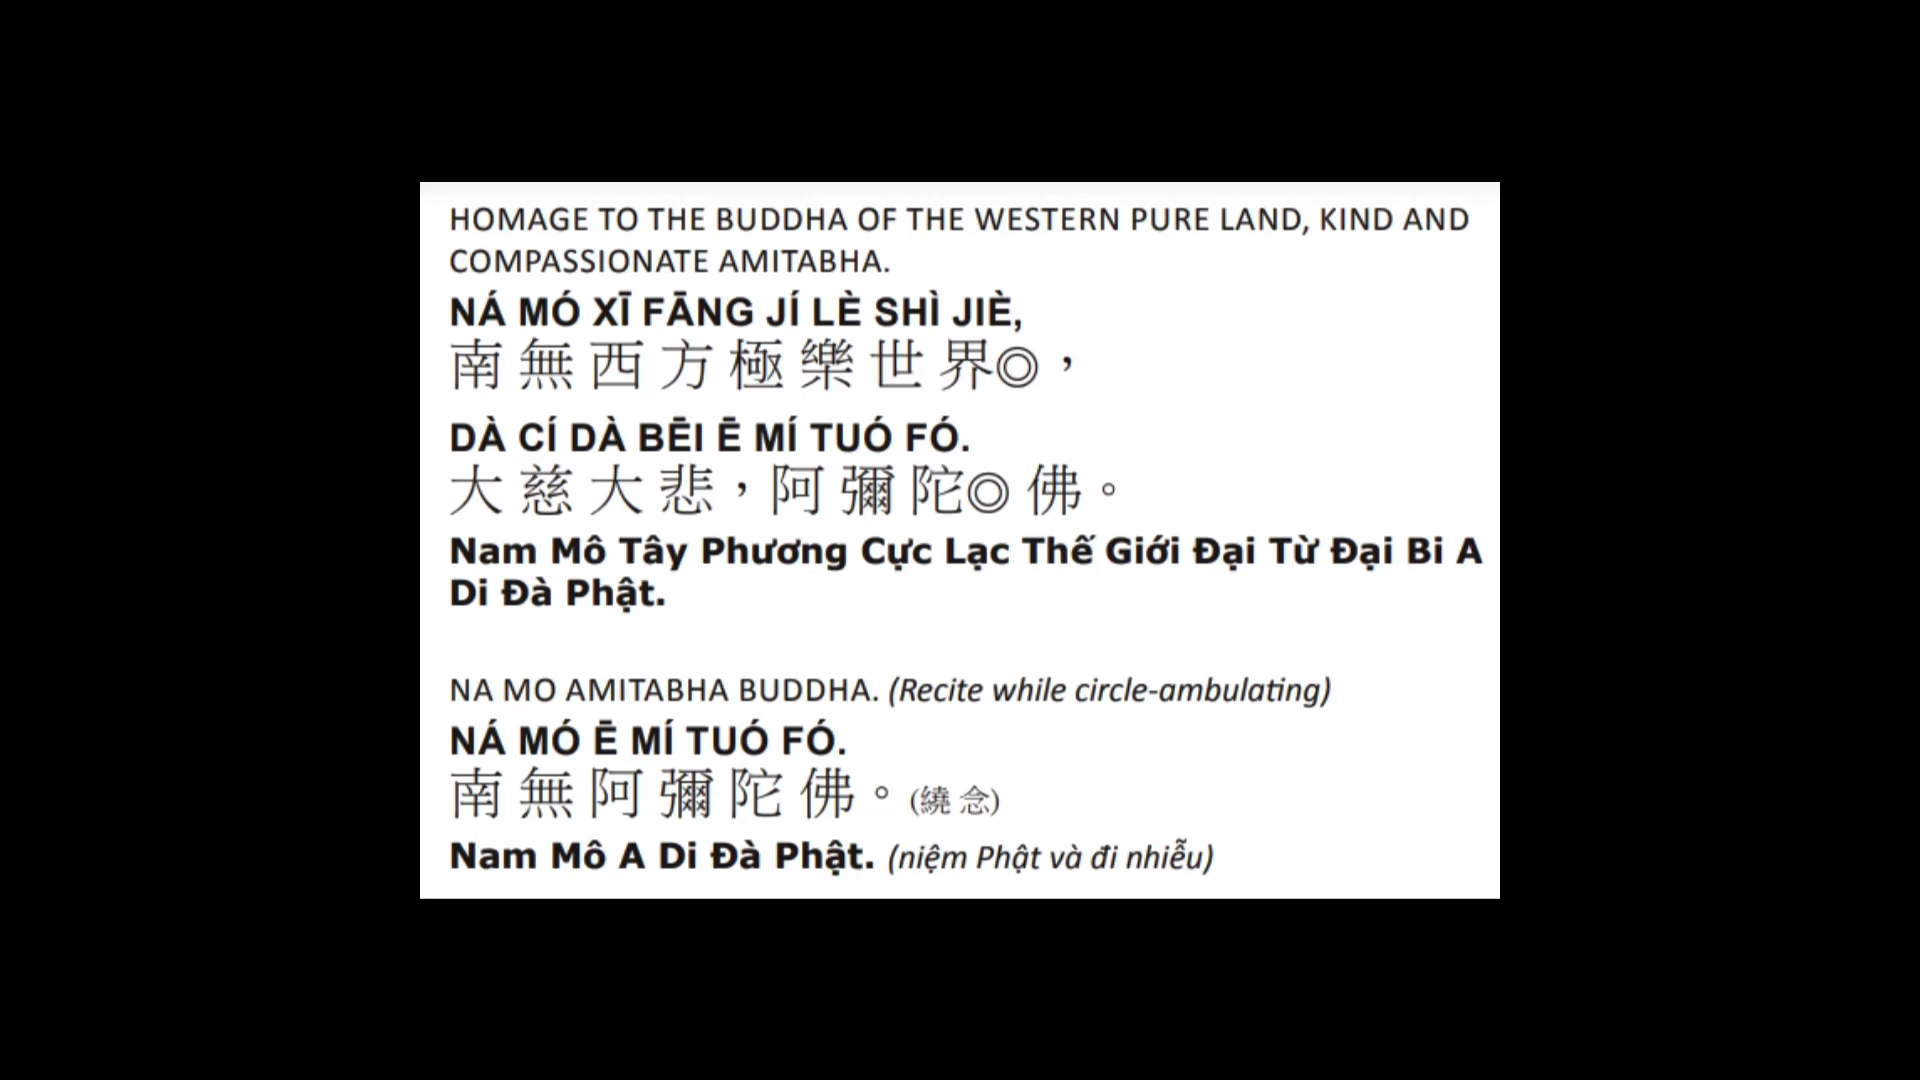 HOMAGE TO THE BUDDHA OF THE WESTERN PURE LAND, KIND AND
COMPASSIONATE AMITABHA.
NÁ MÓ XĪ FĀNG JÍ LÈ SHÌ JIÈ,
南 無 西 方 極 樂 世 界◎，
DÀ CÍ DÀ BĒI Ē MÍ TUÓ FÓ.
大 慈 大 悲，阿 彌 陀◎ 佛。
Nam Mô Tây Phương Cực Lạc Thế Giới Đại Từ Đại Bi A
Di Đà Phật.
NA MO AMITABHA BUDDHA. (Recite while circle-ambulating)
NÁ MÓ Ē MÍ TUÓ FÓ.
南 無 阿 彌 陀 佛。(繞 念)
Nam Mô A Di Đà Phật. (niệm Phật và đi nhiễu)